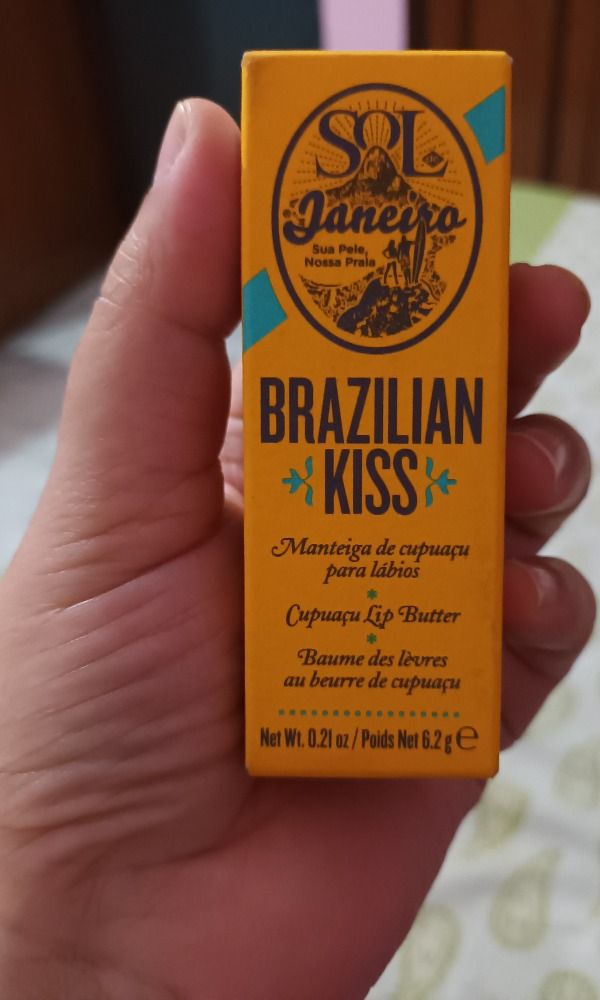 SOL
de
Janeiro
Sua Pele,
Nossa Praia
BRAZILIAN
KISS
Manteiga de cupuaçu
para lábios
Cupuaçu Lip Butter
Baume des lèvres
au beurre de cupuaçu
Net Wt. 0.21 oz / Poids Net 6.2 g ℮